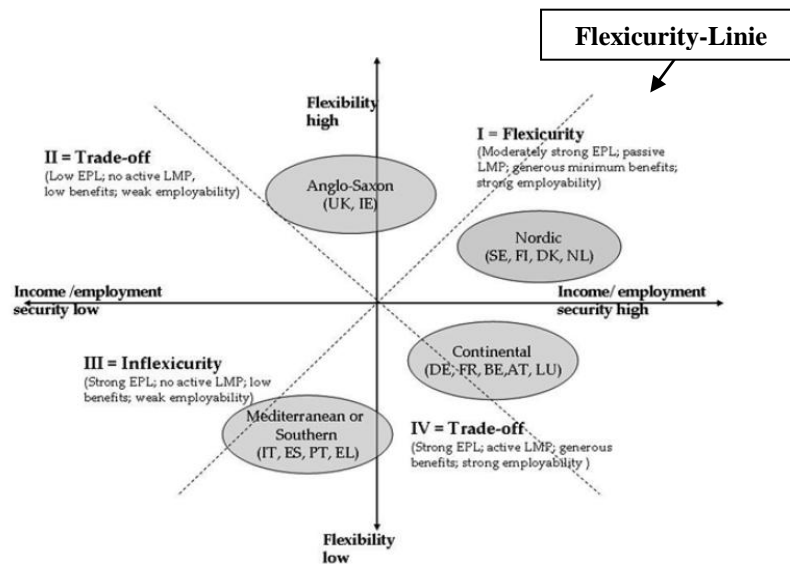 Flexicurity-Linie
Flexibility
high
I = Flexicurity
(Moderately strong EPL; passive
LMP; generous minimum benefits;
strong employability)
II = Trade-off
(Low EPL; no active LMP,
low benefits; weak employability)
Anglo-Saxon
(UK, IE)
Nordic
(SE, FI, DK, NL)
Income /employment
security low
Income/ employment
security high
Continental
(DE, FR, BE,AT, LU)
III = Inflexicurity
(Strong EPL; no active LMP; low
benefits; weak employability)
Mediterranean or
Southern
(IT, ES, PT, EL)
IV = Trade-off
(Strong EPL; active LMP; generous
benefits; strong employability )
Flexibility
low